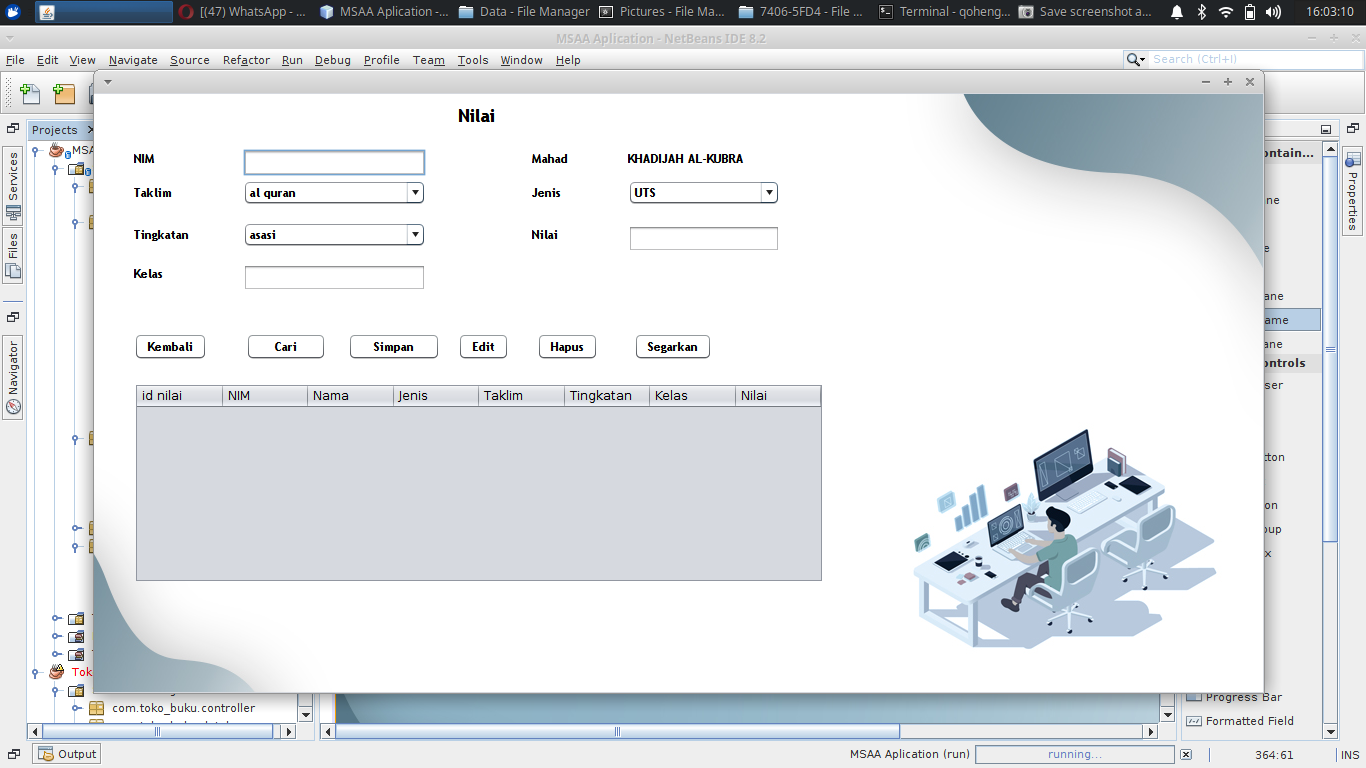 [(47) WhatsApp - ...
MSAA Aplication -...
Data - File Manager
Pictures - File Ma...
7406-5FD4 - File ...
Terminal - qoheng...
Save screenshot a...
16:03:10
MSAA Aplication - NetBeans IDE 8.2
File Edit View Navigate Source Refactor Run Debug Profile Team Tools Window Help
Search (Ctrl+I)
Projects
Services
Files
Navigator
MSA
Nilai
NIM
Mahad KHADIJAH AL-KUBRA
Taklim al quran
Jenis UTS
Tingkatan asasi
Nilai
Kelas
Kembali Cari Simpan Edit Hapus Segarkan
id nilai NIM Nama Jenis Taklim Tingkatan Kelas Nilai
ontain...
ne
e
ane
ame
ane
ontrols
ser
ton
on
oup
x
Properties
Tok
com.toko_buku.controller
Progress Bar
Formatted Field
Output
MSAA Aplication (run)
running...
364:61
INS